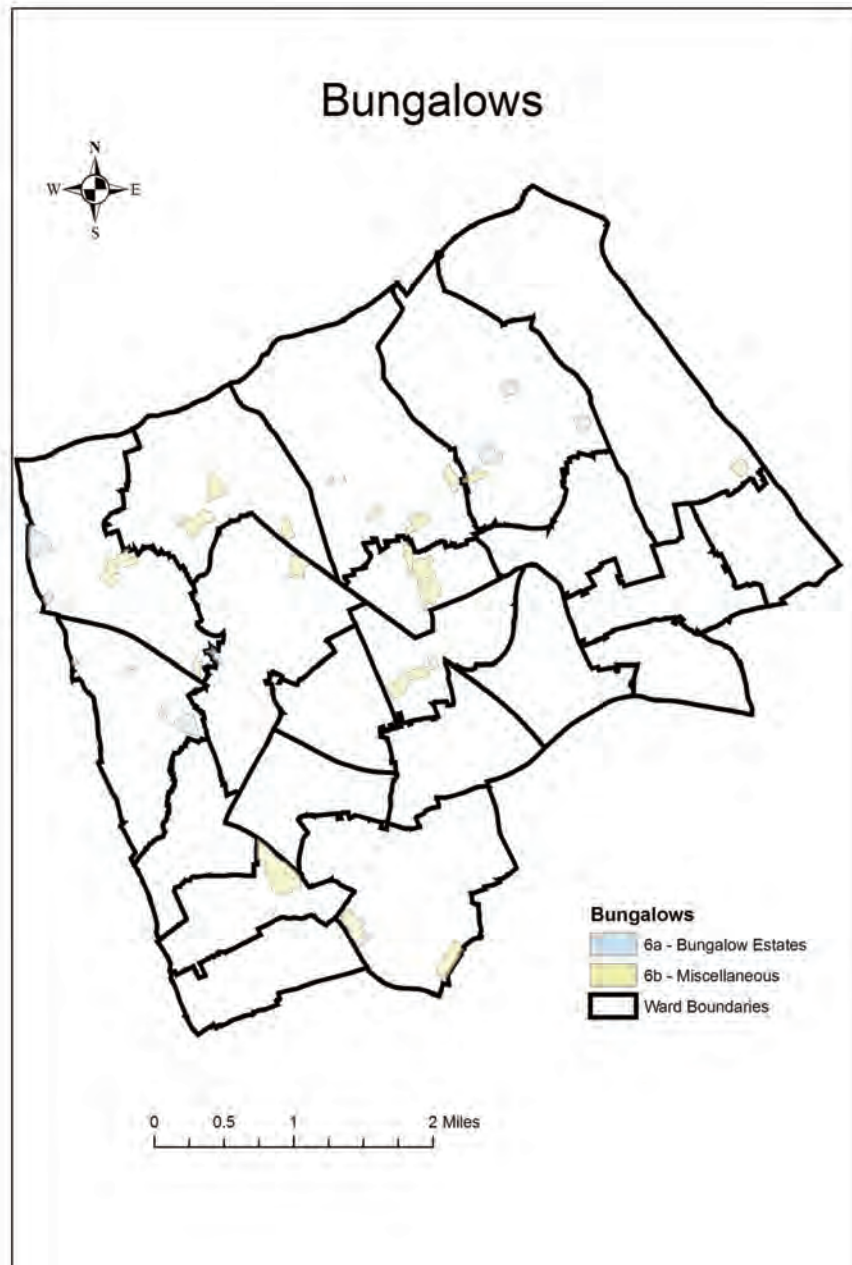 Bungalows
N
W E
S
Bungalows
6a - Bungalow Estates
6b - Miscellaneous
Ward Boundaries
0 0.5 1 2 Miles